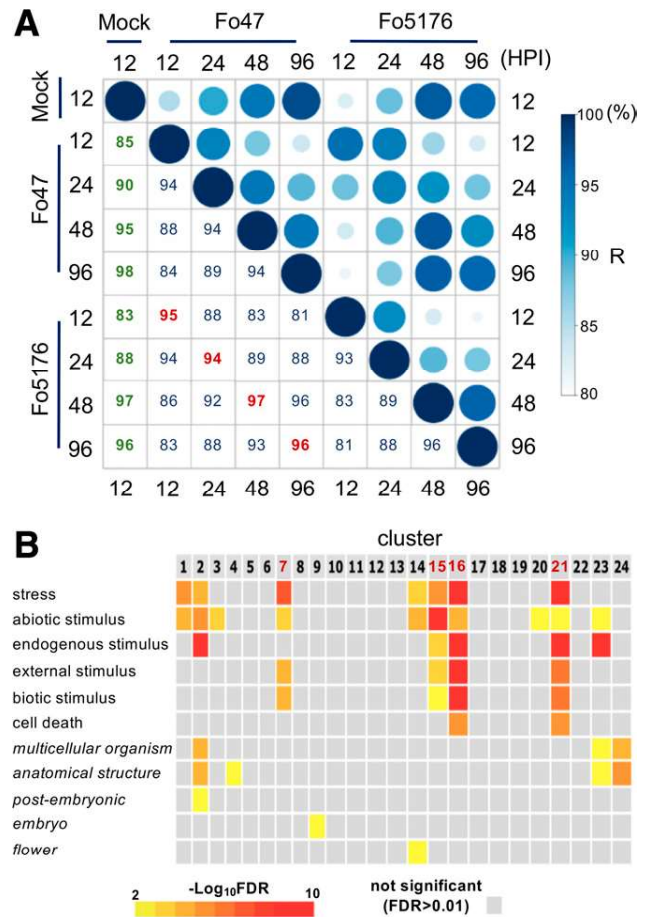 A
Mock Fo47 Fo5176
12 12 24 48 96 12 24 48 96 (HPI)
Mock 12 12
Fo47
12 85 12
24 90 94 24
48 95 88 94 48
96 98 84 89 94 96
Fo5176
12 83 95 88 83 81 12
24 88 94 94 89 88 93 24
48 97 86 92 97 96 83 89 48
96 96 83 88 93 96 81 88 96 96
12 12 24 48 96 12 24 48 96
100 (%)
95
90 R
85
80
B
cluster
1 2 3 4 5 6 7 8 9 10 11 12 13 14 15 16 17 18 19 20 21 22 23 24
stress
abiotic stimulus
endogenous stimulus
external stimulus
biotic stimulus
cell death
multicellular organism
anatomical structure
post-embryonic
embryo
flower
2 -Log10FDR 10
not significant
(FDR>0.01)